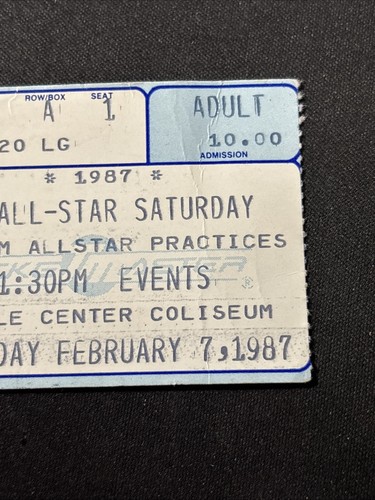 ROW/BOX SEAT
A 1
20 LG
ADULT
10.00
ADMISSION
* 1987 *
ALL-STAR SATURDAY
M ALLSTAR PRACTICES
1:30PM EVENTS
®
LE CENTER COLISEUM
DAY FEBRUARY 7,1987